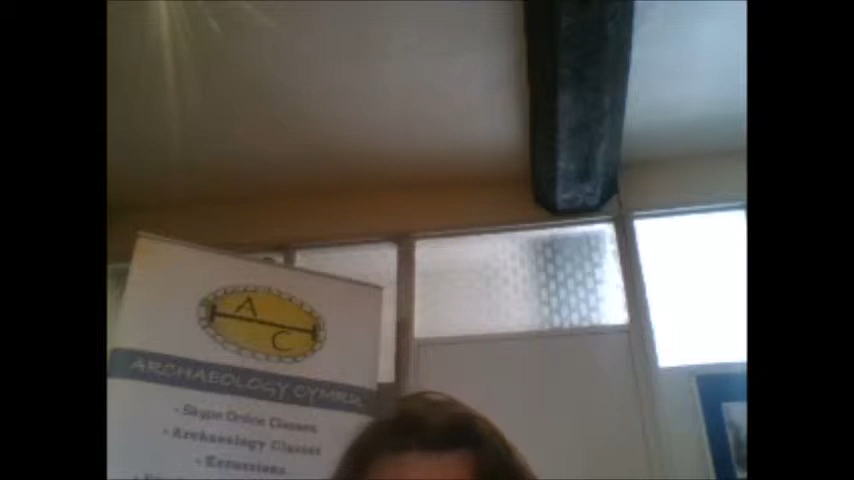 A
C
ARCHAEOLOGY CYMRU
- Skype Online Classes
- Archaeology Classes
- Excursions